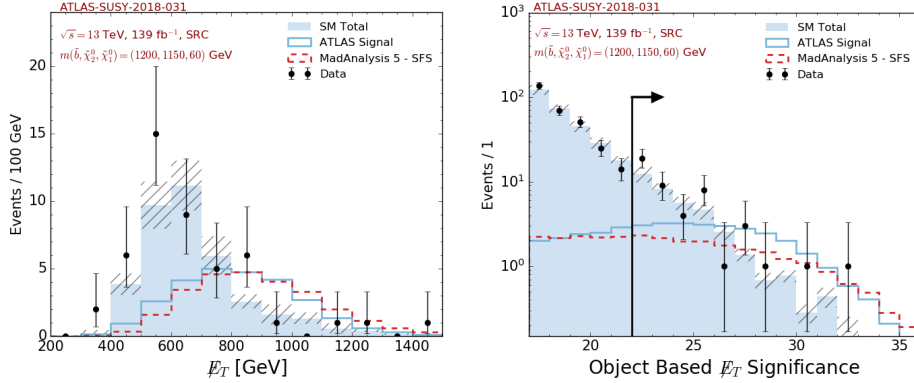 ATLAS-SUSY-2018-031
√s = 13 TeV, 139 fb⁻¹, SRC
m(b̃, χ̃⁰₂, χ̃⁰₁) = (1200, 1150, 60) GeV
SM Total
ATLAS Signal
MadAnalysis 5 - SFS
Data
Events / 100 GeV
20
15
10
5
0
200 400 600 800 1000 1200 1400
E̸_T [GeV]
ATLAS-SUSY-2018-031
√s = 13 TeV, 139 fb⁻¹, SRC
m(b̃, χ̃⁰₂, χ̃⁰₁) = (1200, 1150, 60) GeV
SM Total
ATLAS Signal
MadAnalysis 5 - SFS
Data
Events / 1
10³
10²
10¹
10⁰
20 25 30 35
Object Based E̸_T Significance